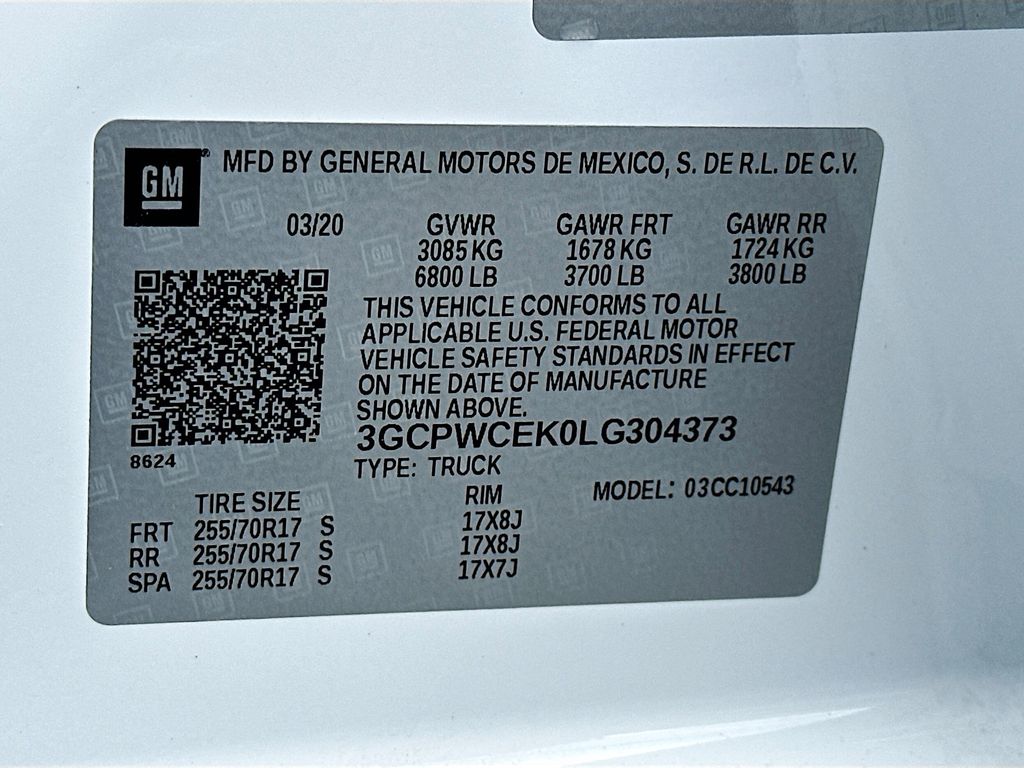 GM MFD BY GENERAL MOTORS DE MEXICO, S. DE R.L. DE C.V.
03/20 GVWR GAWR FRT GAWR RR
3085 KG 1678 KG 1724 KG
6800 LB 3700 LB 3800 LB
THIS VEHICLE CONFORMS TO ALL
APPLICABLE U.S. FEDERAL MOTOR
VEHICLE SAFETY STANDARDS IN EFFECT
ON THE DATE OF MANUFACTURE
SHOWN ABOVE.
3GCPWCEK0LG304373
8624 TYPE: TRUCK
TIRE SIZE RIM MODEL: 03CC10543
FRT 255/70R17 S 17X8J
RR 255/70R17 S 17X8J
SPA 255/70R17 S 17X7J